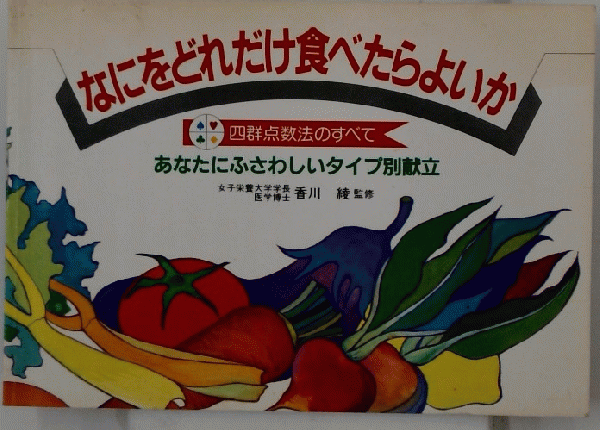 なにをどれだけ食べたらよいか
四群点数法のすべて
あなたにふさわしいタイプ別献立
女子栄養大学学長
医学博士 香川 綾 監修